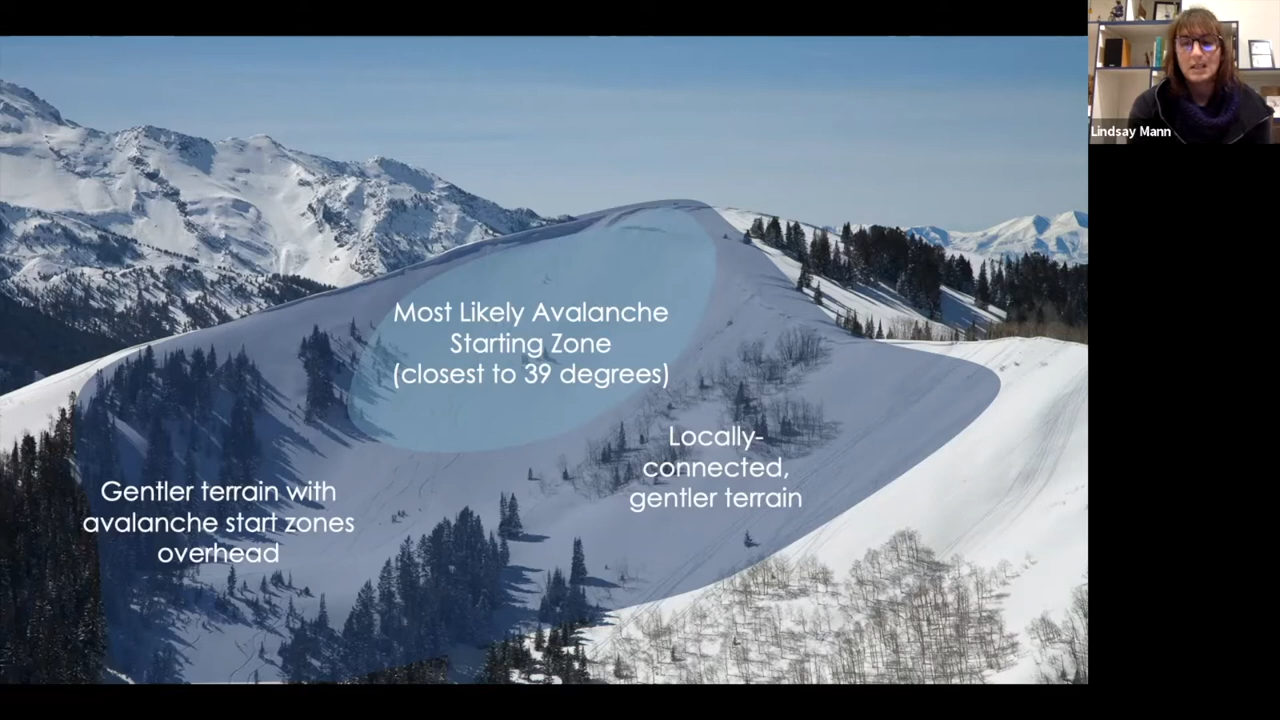 Lindsay Mann
Most Likely Avalanche
Starting Zone
(closest to 39 degrees)
Locally-
connected,
gentler terrain
Gentler terrain with
avalanche start zones
overhead